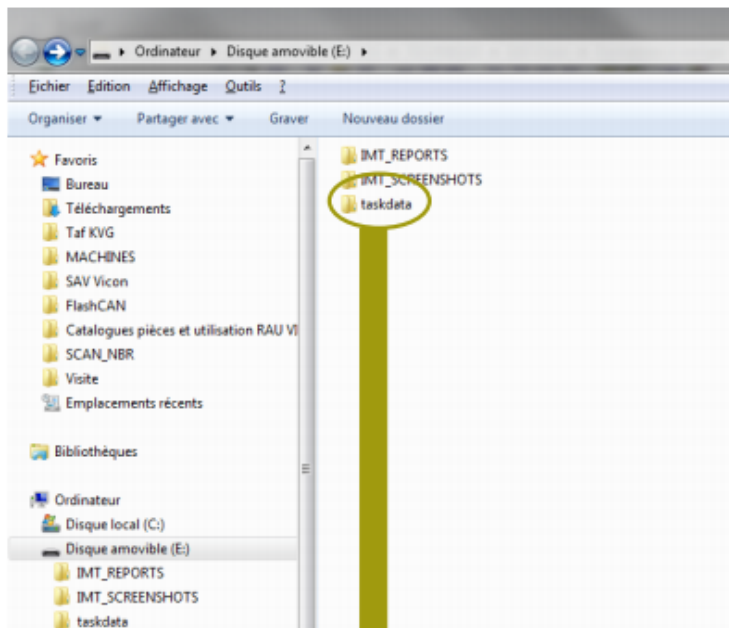 Ordinateur ▸ Disque amovible (E:) ▸
Fichier Edition Affichage Outils ?
Organiser ▾ Partager avec ▾ Graver Nouveau dossier
Favoris
Bureau
Téléchargements
Taf KVG
MACHINES
SAV Vicon
FlashCAN
Catalogues pièces et utilisation RAU VI
SCAN_NBR
Visite
Emplacements récents
Bibliothèques
Ordinateur
Disque local (C:)
Disque amovible (E:)
IMT_REPORTS
IMT_SCREENSHOTS
taskdata
IMT_REPORTS
IMT_SCREENSHOTS
taskdata